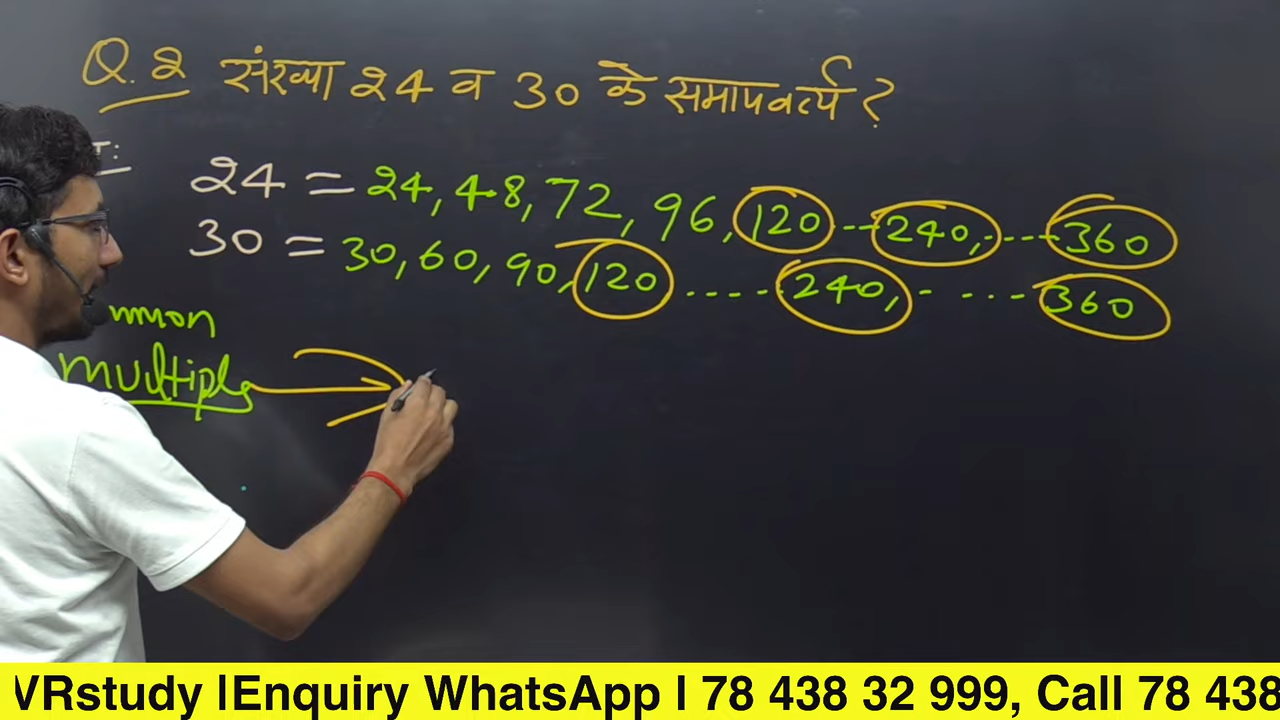 Q.2 संख्या 24 व 30 के समापवर्त्य ?
24 = 24, 48, 72, 96, 120 --- 240, ---- 360
30 = 30, 60, 90, 120 ..... 240, - ... 360
multiple
VRstudy |Enquiry WhatsApp | 78 438 32 999, Call 78 438